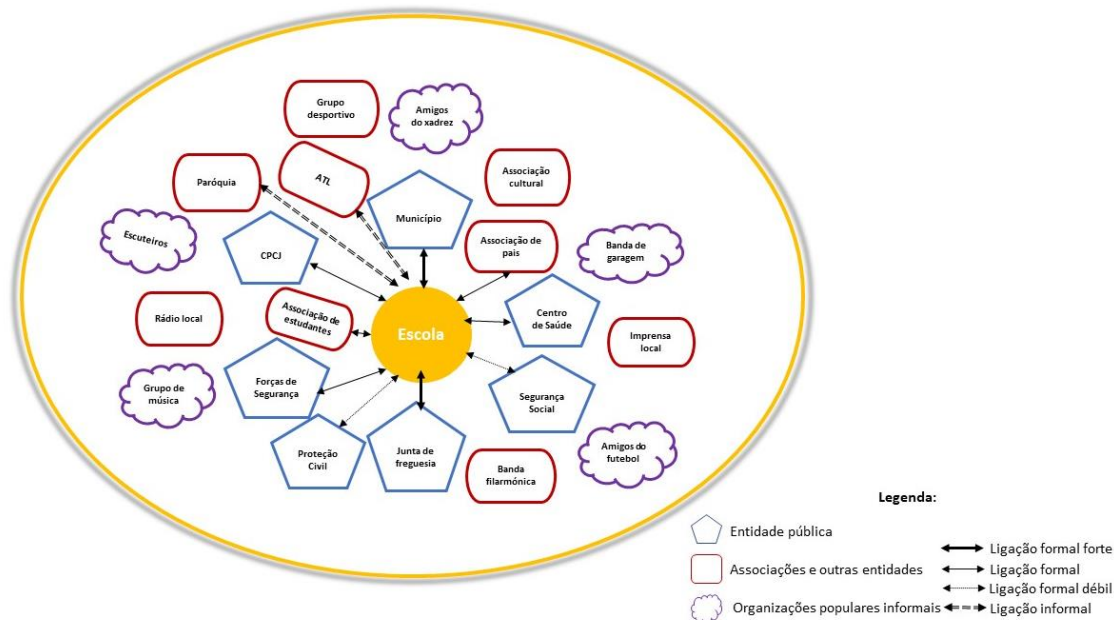 Grupo
desportivo
Amigos
do xadrez
Paróquia
ATL
Associação
cultural
Município
Escuteiros
CPCJ
Associação de
pais
Banda de
garagem
Rádio local
Associação de
estudantes
Escola
Centro
de Saúde
Imprensa
local
Grupo de
música
Forças de
Segurança
Segurança
Social
Proteção
Civil
Junta de
freguesia
Banda
filarmónica
Amigos do
futebol
Legenda:
Entidade pública
Associações e outras entidades
Organizações populares informais
Ligação formal forte
Ligação formal
Ligação formal débil
Ligação informal